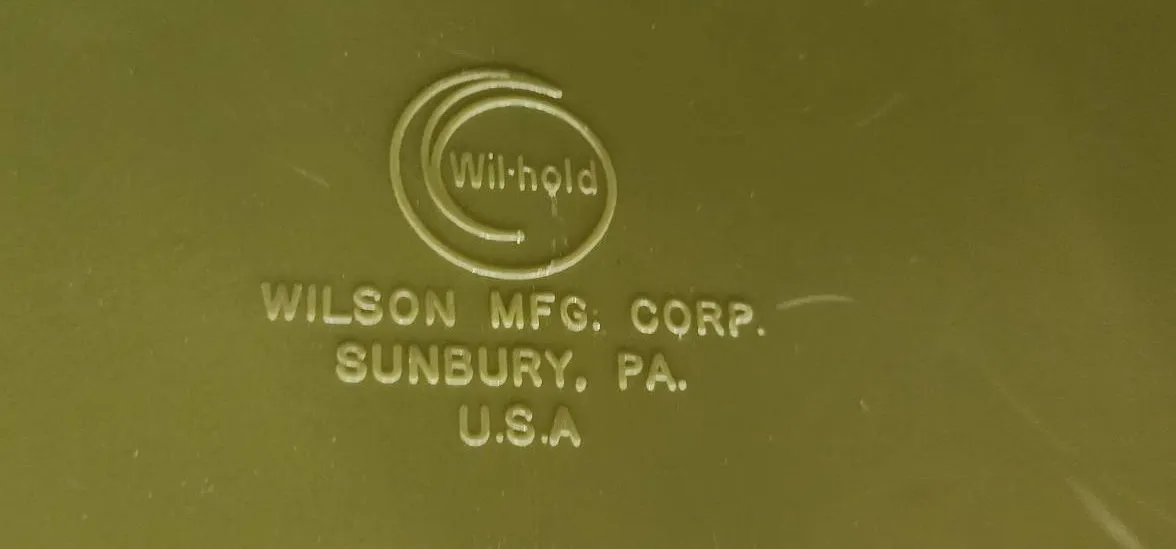 Wil·hold
WILSON MFG. CORP.
SUNBURY, PA.
U.S.A